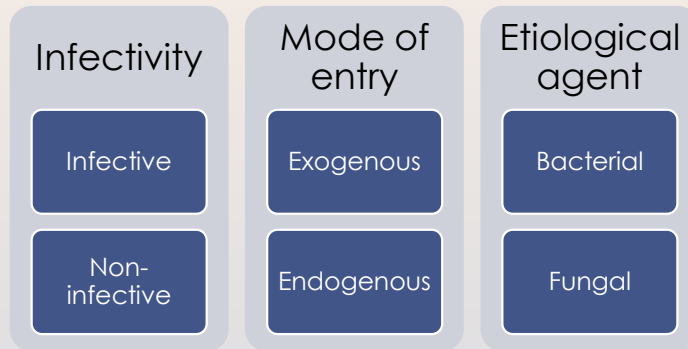 Infectivity
Infective
Non-
infective
Mode of
entry
Exogenous
Endogenous
Etiological
agent
Bacterial
Fungal